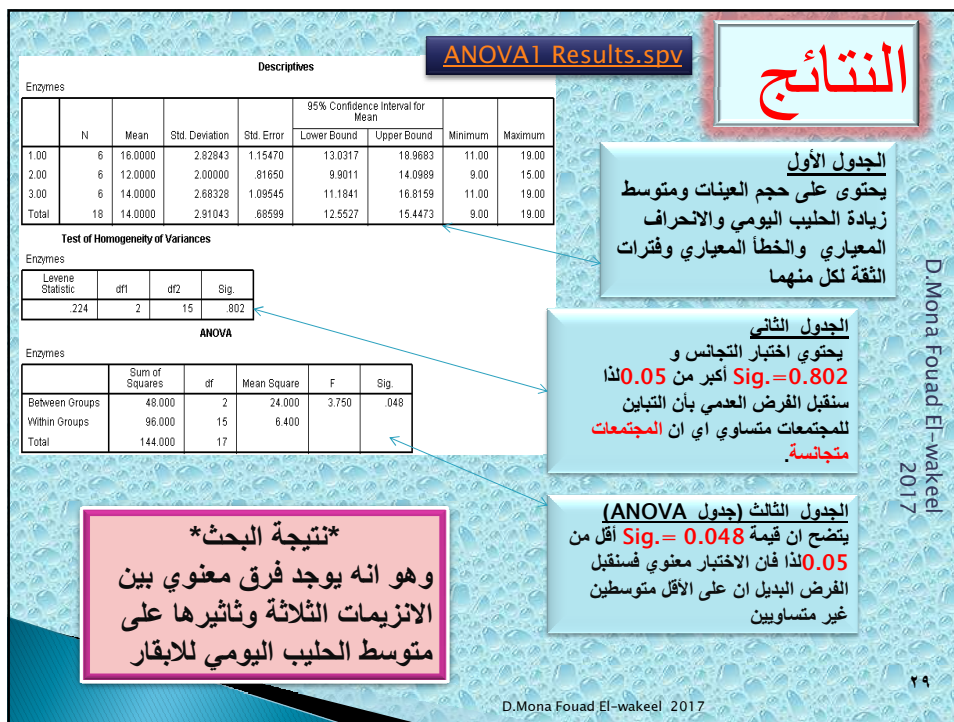 النتائج
ANOVA1 Results.spv
Descriptives
Enzymes
N Mean Std. Deviation Std. Error 95% Confidence Interval for Mean Minimum Maximum
Lower Bound Upper Bound
1.00 6 16.0000 2.82843 1.15470 13.0317 18.9683 11.00 19.00
2.00 6 12.0000 2.00000 .81650 9.9011 14.0989 9.00 15.00
3.00 6 14.0000 2.68328 1.09545 11.1841 16.8159 11.00 19.00
Total 18 14.0000 2.91043 .68599 12.5527 15.4473 9.00 19.00
Test of Homogeneity of Variances
Enzymes
Levene Statistic df1 df2 Sig.
.224 2 15 .802
ANOVA
Enzymes
Sum of Squares df Mean Square F Sig.
Between Groups 48.000 2 24.000 3.750 .048
Within Groups 96.000 15 6.400
Total 144.000 17
الجدول الأول
يحتوى على حجم العينات ومتوسط
زيادة الحليب اليومي والانحراف
المعياري والخطأ المعياري وفترات
الثقة لكل منهما
الجدول الثاني
يحتوي اختبار التجانس و
Sig.=0.802 أكبر من 0.05لذا
سنقبل الفرض العدمي بأن التباين
للمجتمعات متساوي اي ان المجتمعات
متجانسة.
الجدول الثالث (جدول ANOVA)
يتضح ان قيمة Sig.= 0.048 أقل من
0.05لذا فان الاختبار معنوي فسنقبل
الفرض البديل ان على الأقل متوسطين
غير متساويين
*نتيجة البحث*
وهو انه يوجد فرق معنوي بين
الانزيمات الثلاثة وثاثيرها على
متوسط الحليب اليومي للابقار
D.Mona Fouad El-wakeel
2017
٢٩
D.Mona Fouad El-wakeel 2017